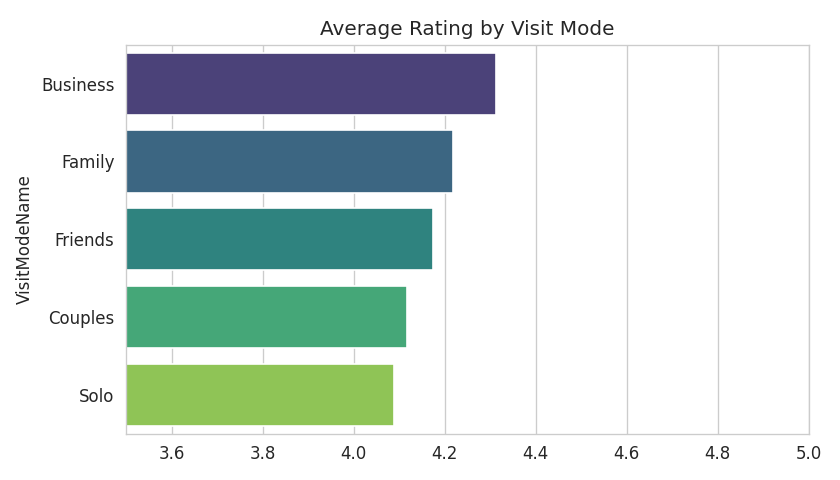 Average Rating by Visit Mode
VisitModeName
Business
Family
Friends
Couples
Solo
3.6 3.8 4.0 4.2 4.4 4.6 4.8 5.0